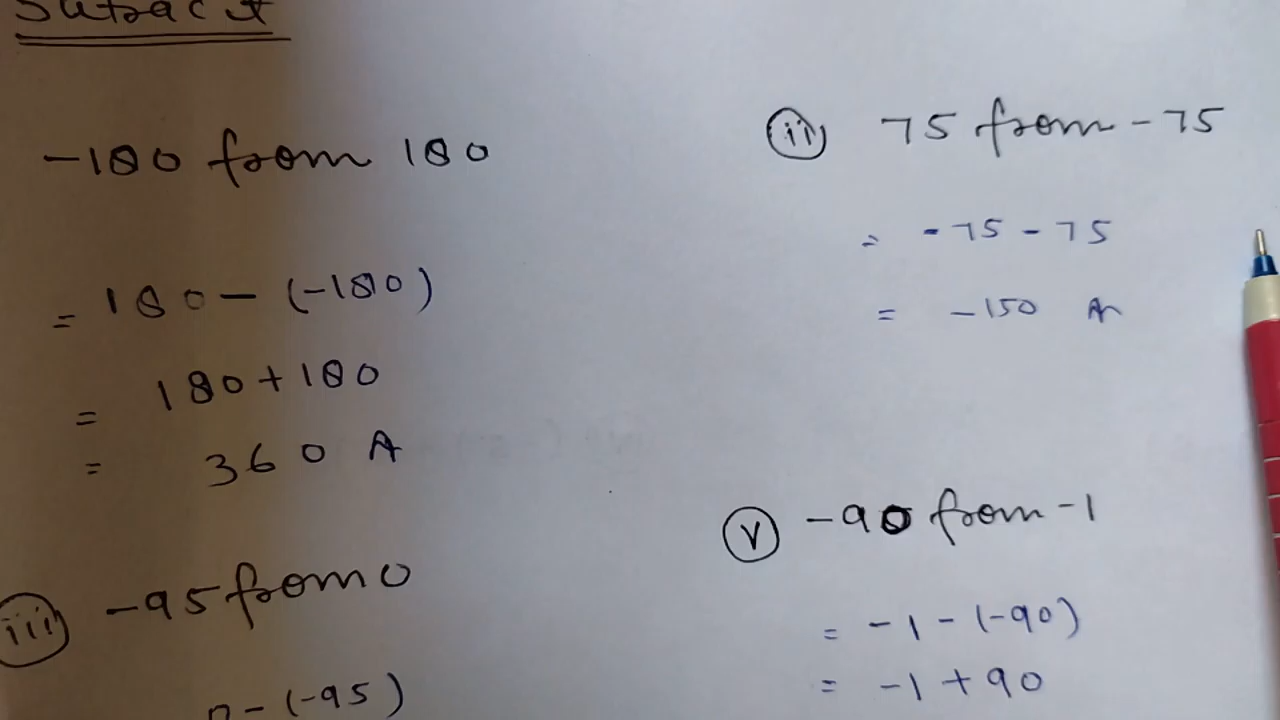 Sutract
-180 from 180
= 180 - (-180)
= 180 + 180
= 360 A
(ii) 75 from -75
= -75 - 75
= -150 A
(iii) -95 from 0
0 - (-95)
(v) -90 from -1
= -1 - (-90)
= -1 + 90